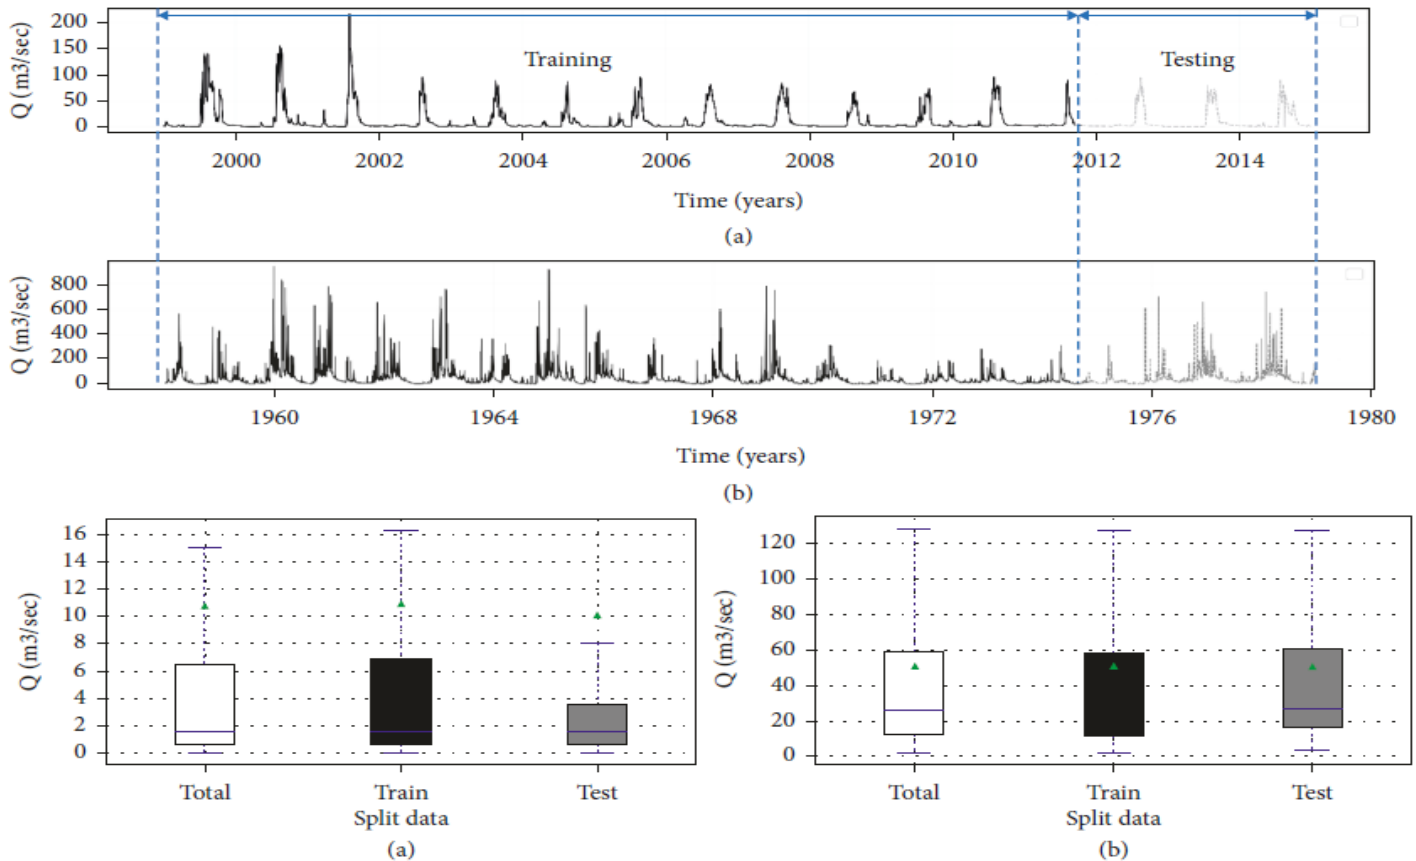 Q (m3/sec)
200
150
100
50
0
Training
Testing
2000 2002 2004 2006 2008 2010 2012 2014
Time (years)
(a)
Q (m3/sec)
800
600
400
200
0
1960 1964 1968 1972 1976 1980
Time (years)
(b)
Q (m3/sec)
16
14
12
10
8
6
4
2
0
Total Train Test
Split data
(a)
Q (m3/sec)
120
100
80
60
40
20
0
Total Train Test
Split data
(b)